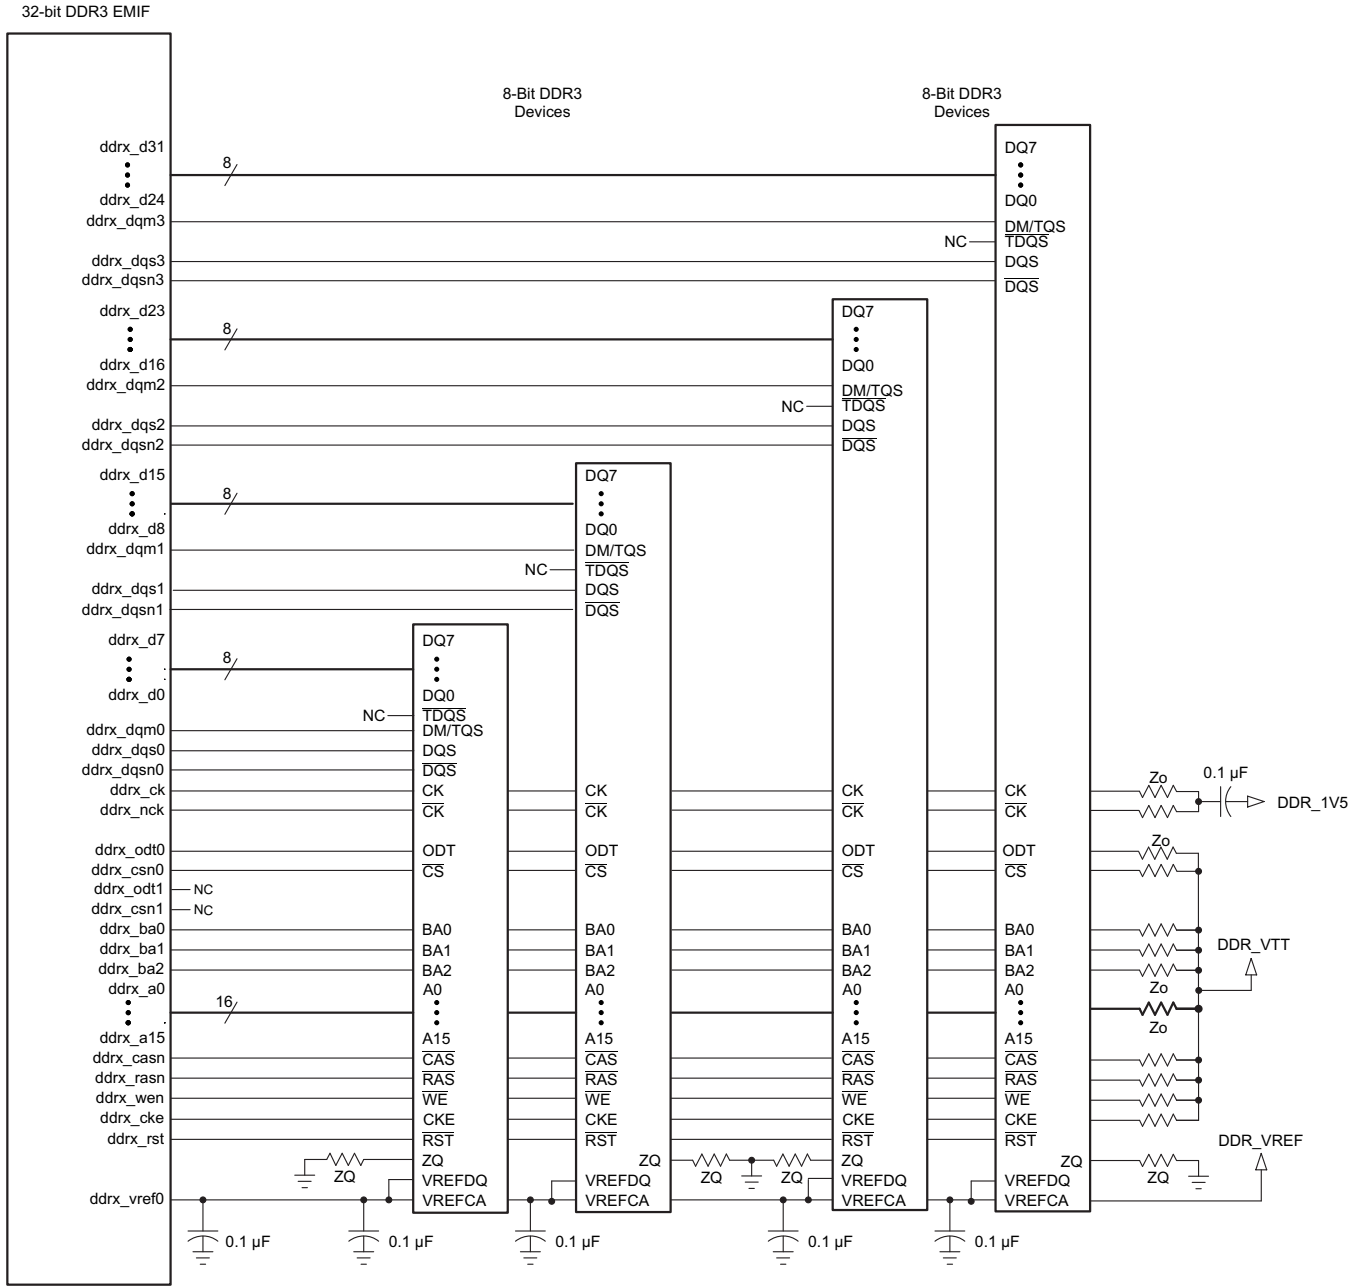 32-bit DDR3 EMIF
8-Bit DDR3
Devices
8-Bit DDR3
Devices
ddrx_d31
8
DQ7
ddrx_d24
DQ0
ddrx_dqm3
DM/TQS
NC
TDQS
ddrx_dqs3
DQS
ddrx_dqsn3
DQS
ddrx_d23
8
DQ7
ddrx_d16
DQ0
ddrx_dqm2
DM/TQS
NC
TDQS
ddrx_dqs2
DQS
ddrx_dqsn2
DQS
ddrx_d15
8
DQ7
ddrx_d8
DQ0
ddrx_dqm1
DM/TQS
NC
TDQS
ddrx_dqs1
DQS
ddrx_dqsn1
DQS
ddrx_d7
8
DQ7
ddrx_d0
DQ0
NC
TDQS
ddrx_dqm0
DM/TQS
ddrx_dqs0
DQS
ddrx_dqsn0
DQS
Zo
0.1 µF
ddrx_ck CK CK CK CK
DDR_1V5
ddrx_nck CK CK CK CK
Zo
ddrx_odt0 ODT ODT ODT ODT
ddrx_csn0 CS CS CS CS
ddrx_odt1 NC
ddrx_csn1 NC
ddrx_ba0 BA0 BA0 BA0 BA0
DDR_VTT
ddrx_ba1 BA1 BA1 BA1 BA1
ddrx_ba2 BA2 BA2 BA2 BA2
ddrx_a0 A0 A0 A0 A0 Zo
16
Zo
ddrx_a15 A15 A15 A15 A15
ddrx_casn CAS CAS CAS CAS
ddrx_rasn RAS RAS RAS RAS
ddrx_wen WE WE WE WE
ddrx_cke CKE CKE CKE CKE
ddrx_rst RST RST RST RST
DDR_VREF
ZQ ZQ ZQ ZQ
ZQ ZQ ZQ ZQ
VREFDQ VREFDQ VREFDQ VREFDQ
ddrx_vref0 VREFCA VREFCA VREFCA VREFCA
0.1 µF 0.1 µF 0.1 µF 0.1 µF 0.1 µF